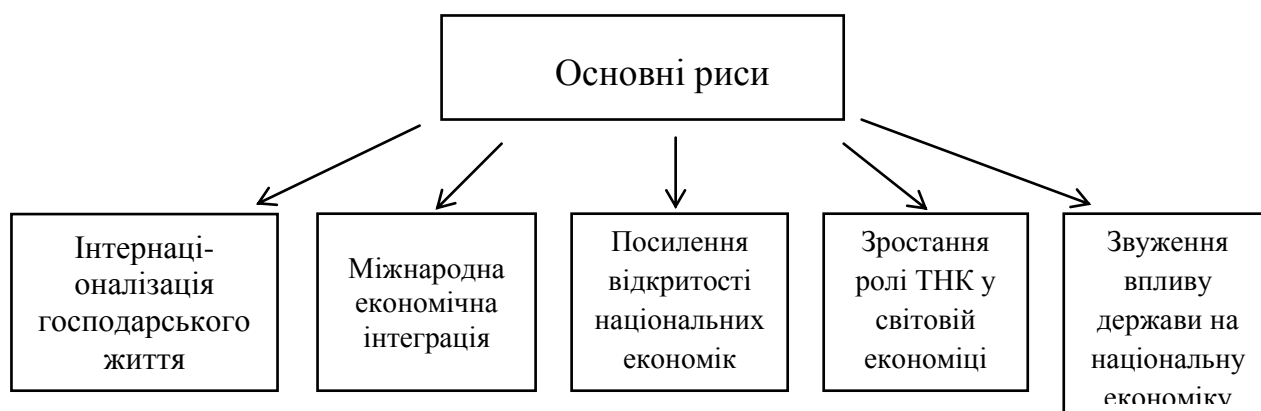 Основні риси
Інтернаці-
оналізація
господарського
життя
Міжнародна
економічна
інтеграція
Посилення
відкритості
національних
економік
Зростання
ролі ТНК у
світовій
економіці
Звуження
впливу
держави на
національну
економіку